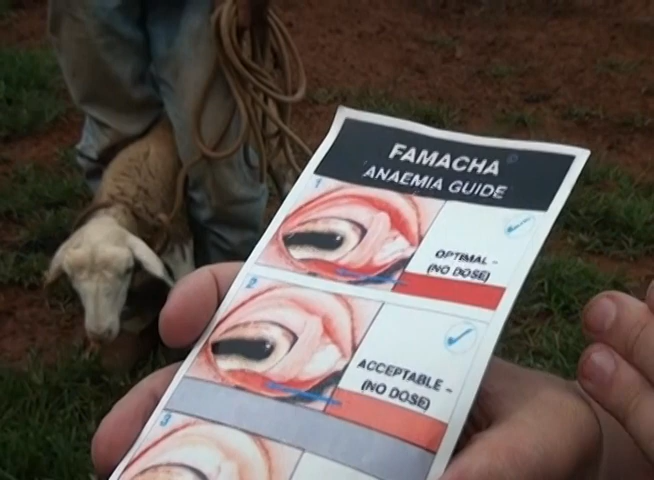 FAMACHA©
ANAEMIA GUIDE
1
OPTIMAL –
(NO DOSE)
2
ACCEPTABLE –
(NO DOSE)
3